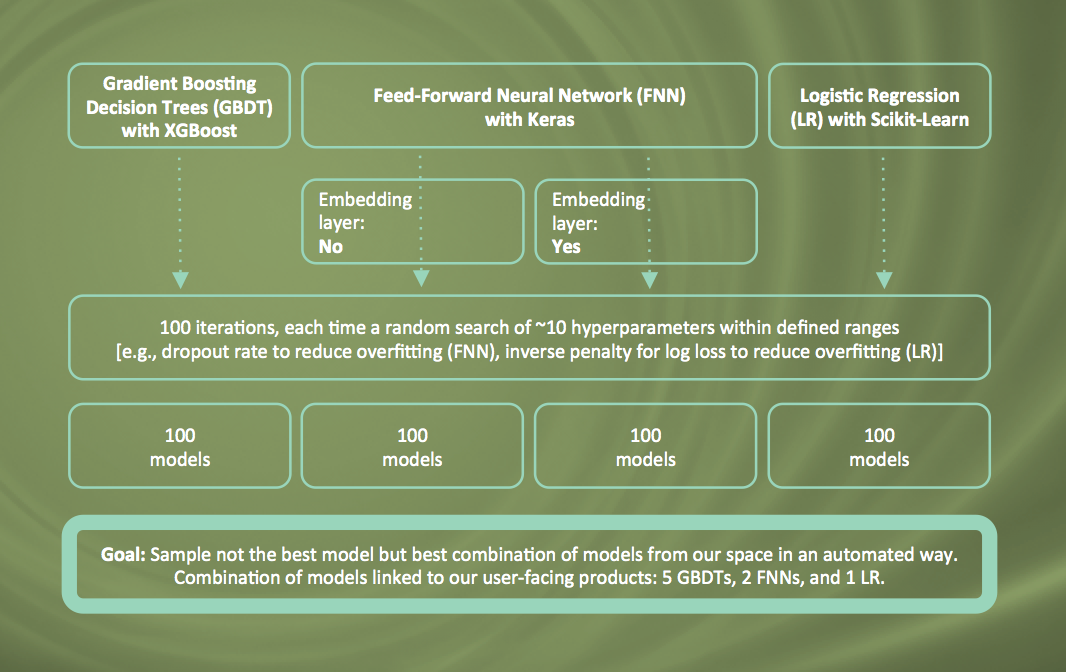 Gradient Boosting
Decision Trees (GBDT)
with XGBoost
Feed-Forward Neural Network (FNN)
with Keras
Logistic Regression
(LR) with Scikit-Learn
Embedding
layer:
No
Embedding
layer:
Yes
100 iterations, each time a random search of ~10 hyperparameters within defined ranges
[e.g., dropout rate to reduce overfitting (FNN), inverse penalty for log loss to reduce overfitting (LR)]
100
models
100
models
100
models
100
models
Goal: Sample not the best model but best combination of models from our space in an automated way.
Combination of models linked to our user-facing products: 5 GBDTs, 2 FNNs, and 1 LR.